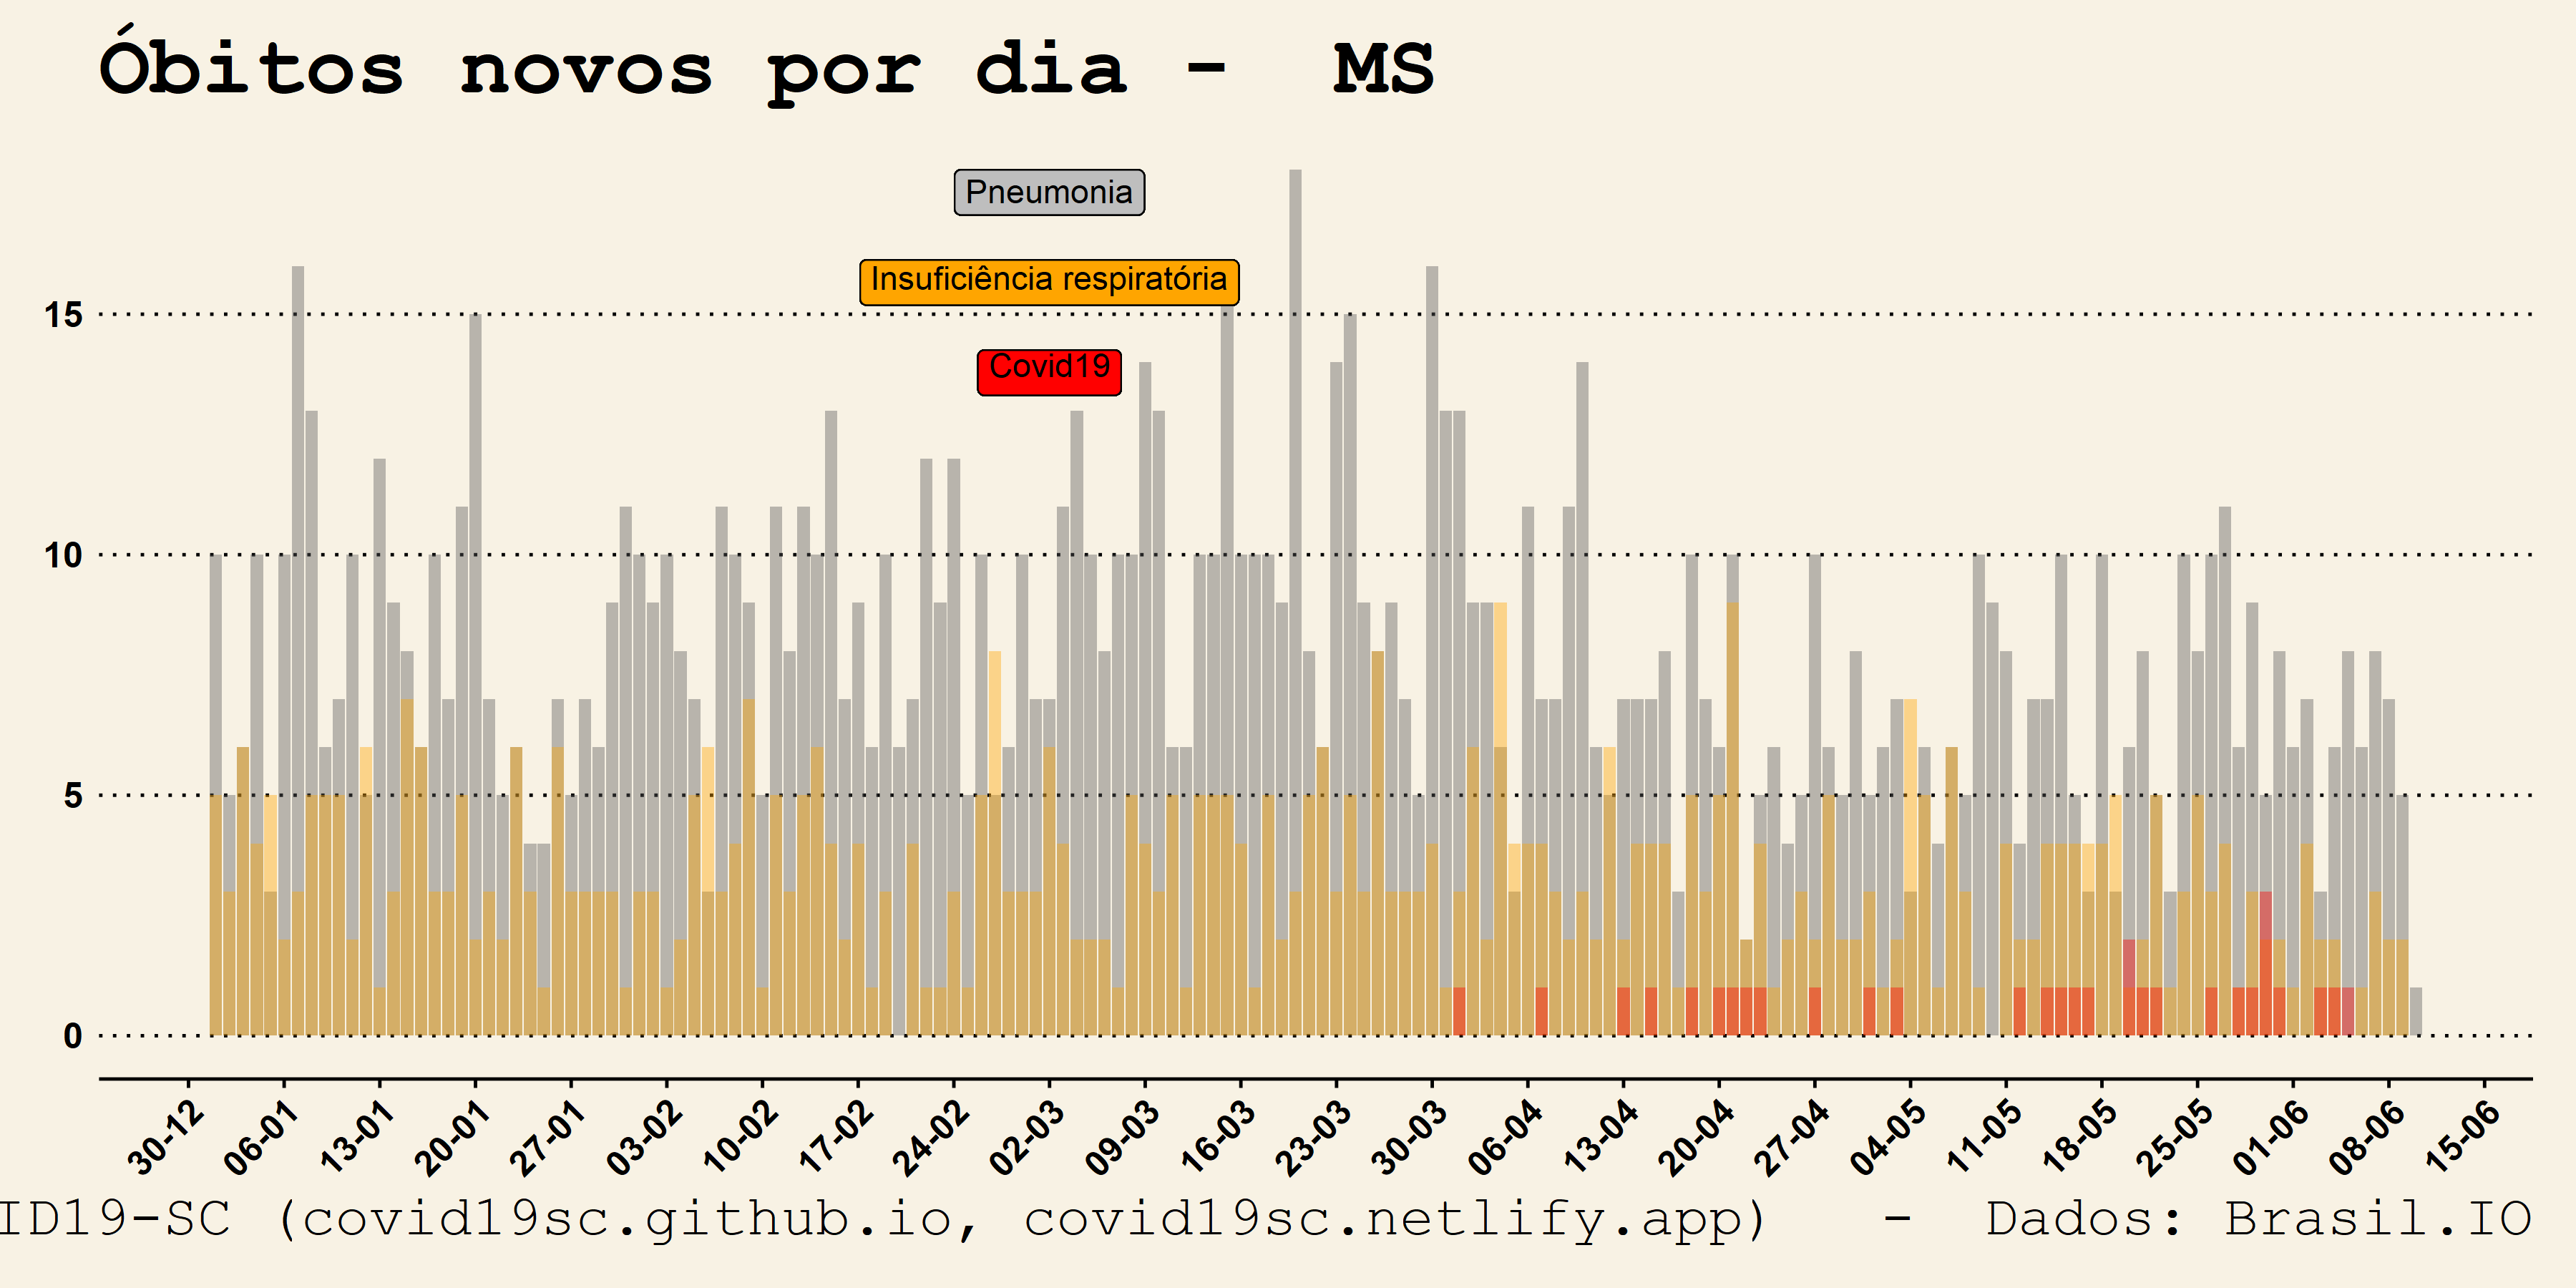 Óbitos novos por dia -  MS
Pneumonia
Insuficiência respiratória
Covid19
15
10
5
0
30-12 06-01 13-01 20-01 27-01 03-02 10-02 17-02 24-02 02-03 09-03 16-03 23-03 30-03 06-04 13-04 20-04 27-04 04-05 11-05 18-05 25-05 01-06 08-06 15-06
ID19-SC (covid19sc.github.io, covid19sc.netlify.app)  -  Dados: Brasil.IO